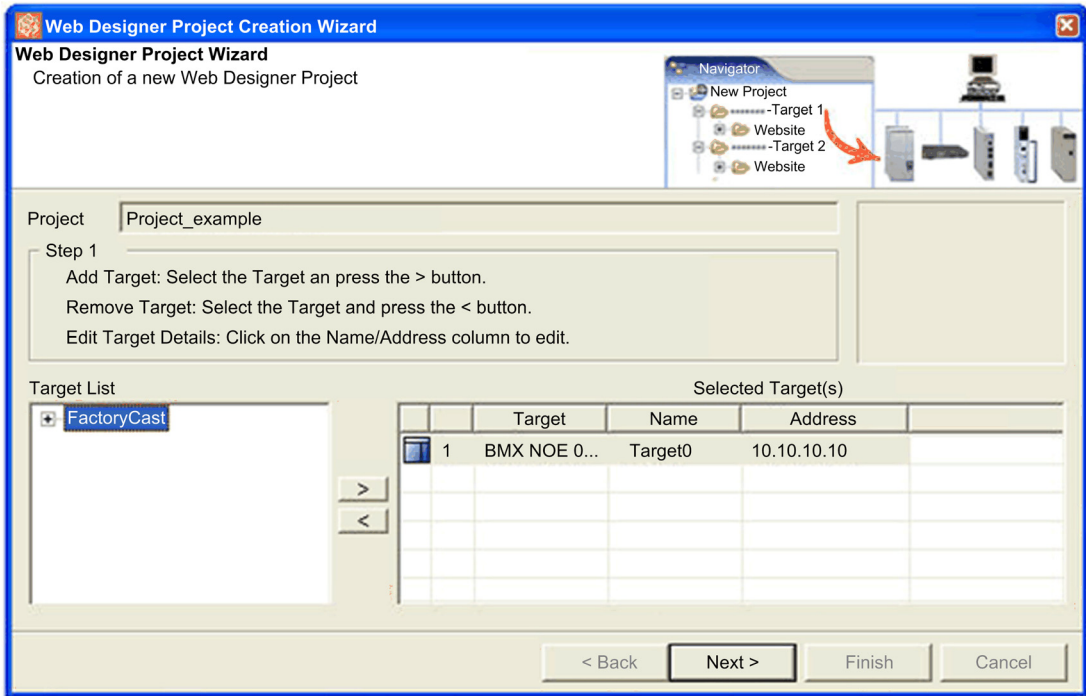 Web Designer Project Creation Wizard
Web Designer Project Wizard
Creation of a new Web Designer Project
Navigator
New Project
-Target 1
Website
-Target 2
Website
Project Project_example
Step 1
Add Target: Select the Target an press the > button.
Remove Target: Select the Target and press the < button.
Edit Target Details: Click on the Name/Address column to edit.
Target List Selected Target(s)
FactoryCast
Target Name Address
1 BMX NOE 0... Target0 10.10.10.10
>
<
< Back Next > Finish Cancel